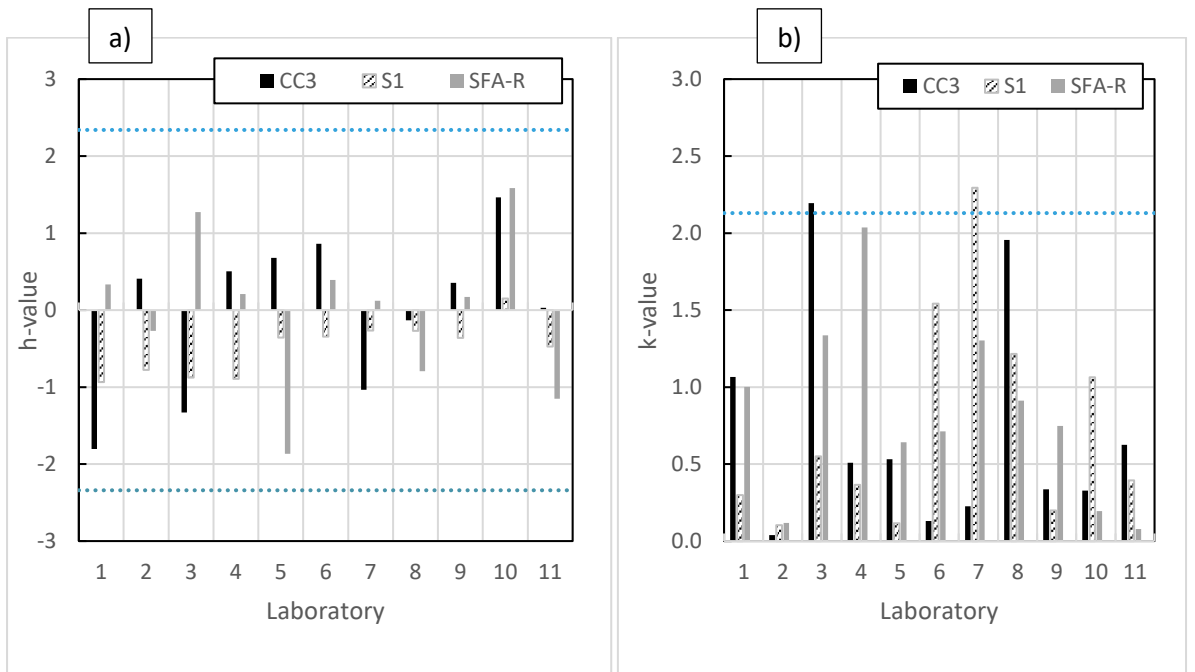 a)
CC3 S1 SFA-R
3
2
1
0
-1
-2
-3
h-value
1 2 3 4 5 6 7 8 9 10 11
Laboratory
b)
CC3 S1 SFA-R
3.0
2.5
2.0
1.5
1.0
0.5
0.0
k-value
1 2 3 4 5 6 7 8 9 10 11
Laboratory